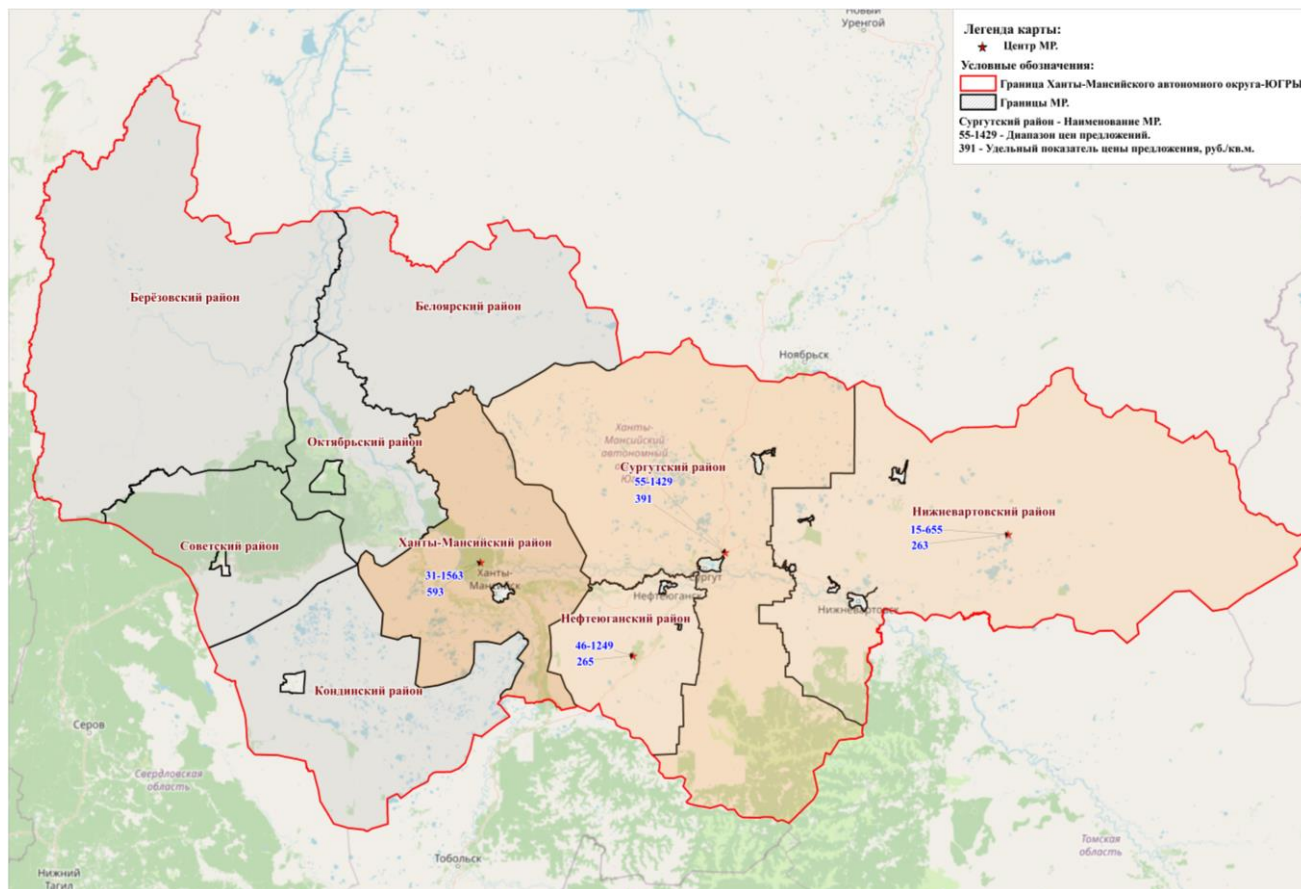 Новый
Уренгой
Легенда карты:
Центр МР.
Условные обозначения:
Граница Ханты-Мансийского автономного округа-ЮГРЫ
Границы МР.
Сургутский район - Наименование МР.
55-1429 - Диапазон цен предложений.
391 - Удельный показатель цены предложения, руб./кв.м.
Берёзовский район
Белоярский район
Ноябрьск
Октябрьский район
Ханты-
Мансийский
автономный
Сургутский район
55-1429
391
Нижневартовский район
15-655
263
Советский район
Ханты-Мансийский район
31-1563
593
Ханты-
Сургут
Нефтеюганск
Нижневартовск
Нефтеюганский район
46-1249
265
Кондинский район
Серов
Свердловская
область
Тобольск
Томская
область
Нижний
Тагил